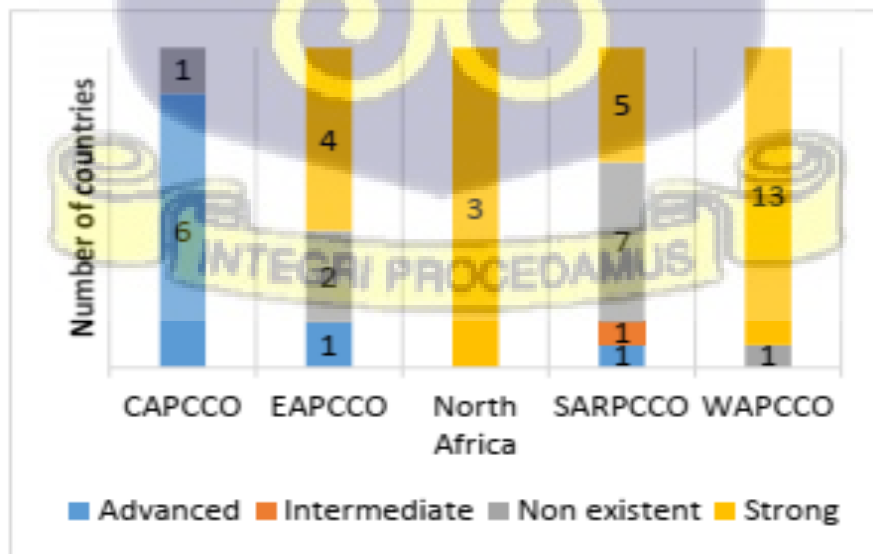 Number of countries
1
6
4
2
1
3
5
7
1
1
13
1
INTEGRI PROCEDAMUS
CAPCCO
EAPCCO
North
Africa
SARPCCO
WAPCCO
Advanced
Intermediate
Non existent
Strong